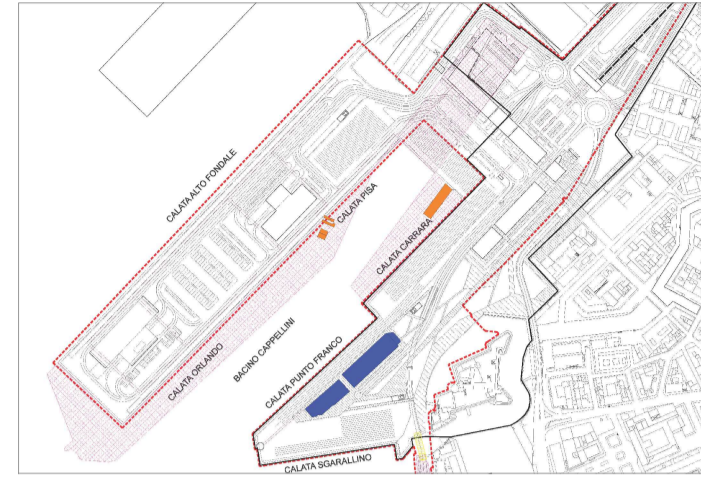 CALATA ALTO FONDALE
CALATA PISA
CALATA CARRARA
BACINO CAPPELLINI
CALATA ORLANDO
CALATA PUNTO FRANCO
CALATA SGARALLINO